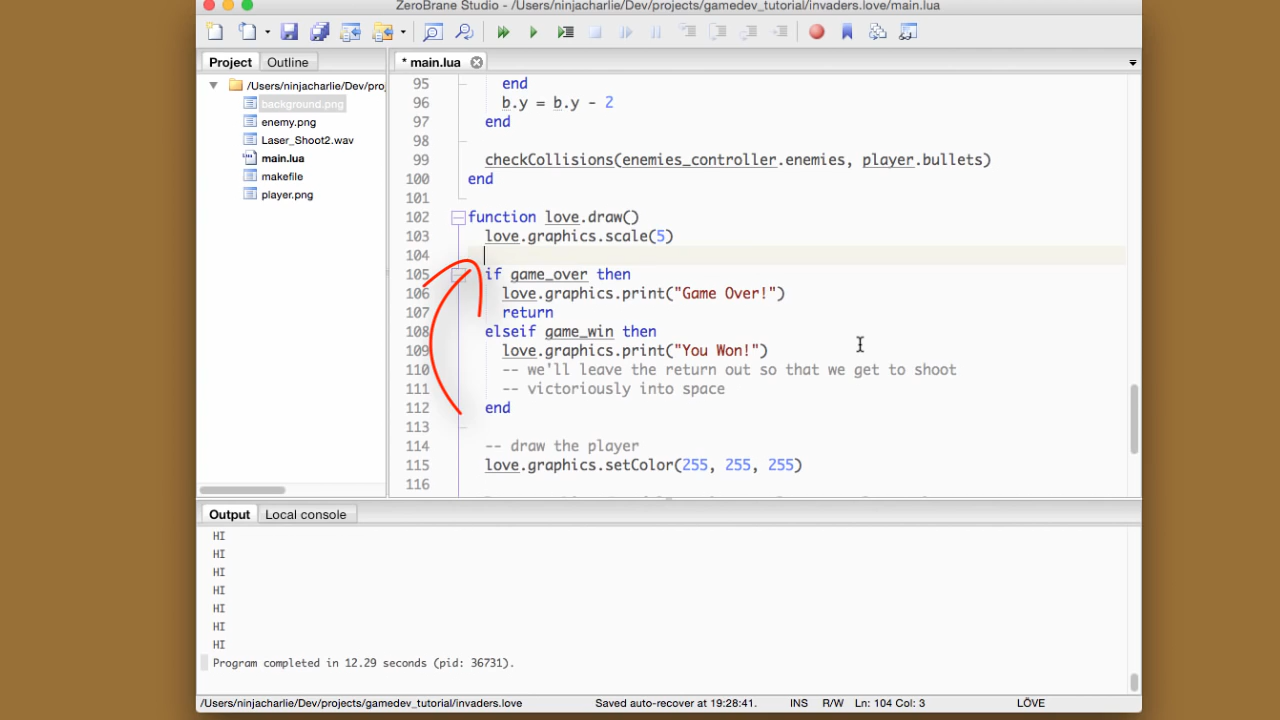 ZeroBrane Studio - /Users/ninjacharlie/Dev/projects/gamedev_tutorial/invaders.love/main.lua
Project
Outline
* main.lua
/Users/ninjacharlie/Dev/proj
background.png
enemy.png
Laser_Shoot2.wav
main.lua
makefile
player.png
95 end
96 b.y = b.y - 2
97 end
98
99 checkCollisions(enemies_controller.enemies, player.bullets)
100 end
101
102 function love.draw()
103 love.graphics.scale(5)
104
105 if game_over then
106 love.graphics.print("Game Over!")
107 return
108 elseif game_win then
109 love.graphics.print("You Won!")
110 -- we'll leave the return out so that we get to shoot
111 -- victoriously into space
112 end
113
114 -- draw the player
115 love.graphics.setColor(255, 255, 255)
116
Output
Local console
HI
HI
HI
HI
HI
HI
HI
Program completed in 12.29 seconds (pid: 36731).
/Users/ninjacharlie/Dev/projects/gamedev_tutorial/invaders.love
Saved auto-recover at 19:28:41.
INS
R/W
Ln: 104 Col: 3
LÖVE